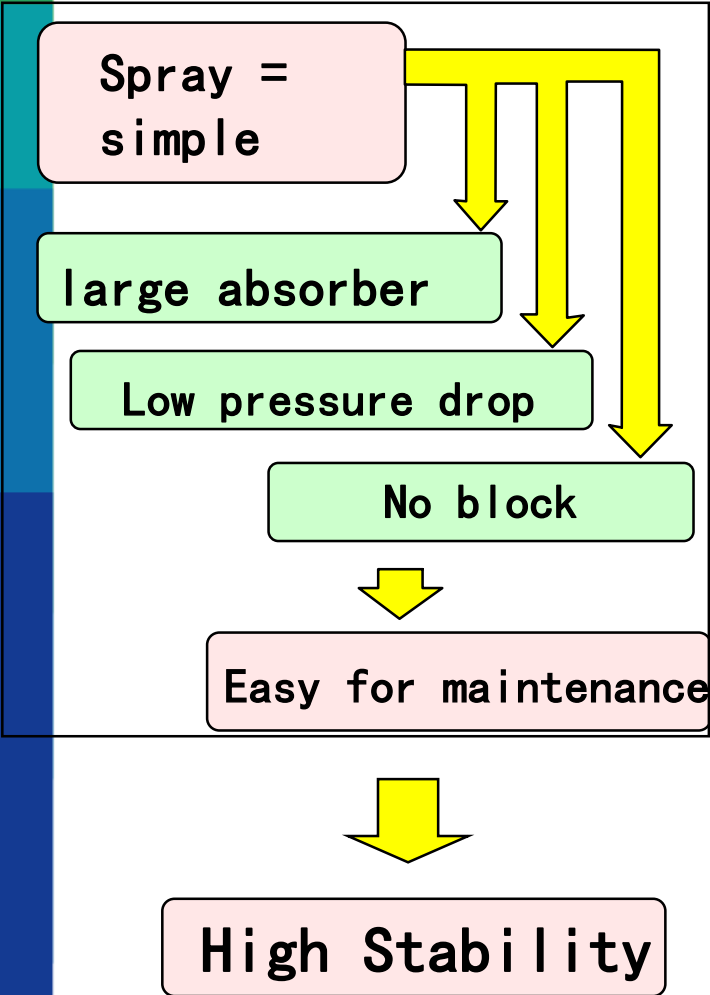 Spray =
simple
large absorber
Low pressure drop
No block
Easy for maintenance
High Stability